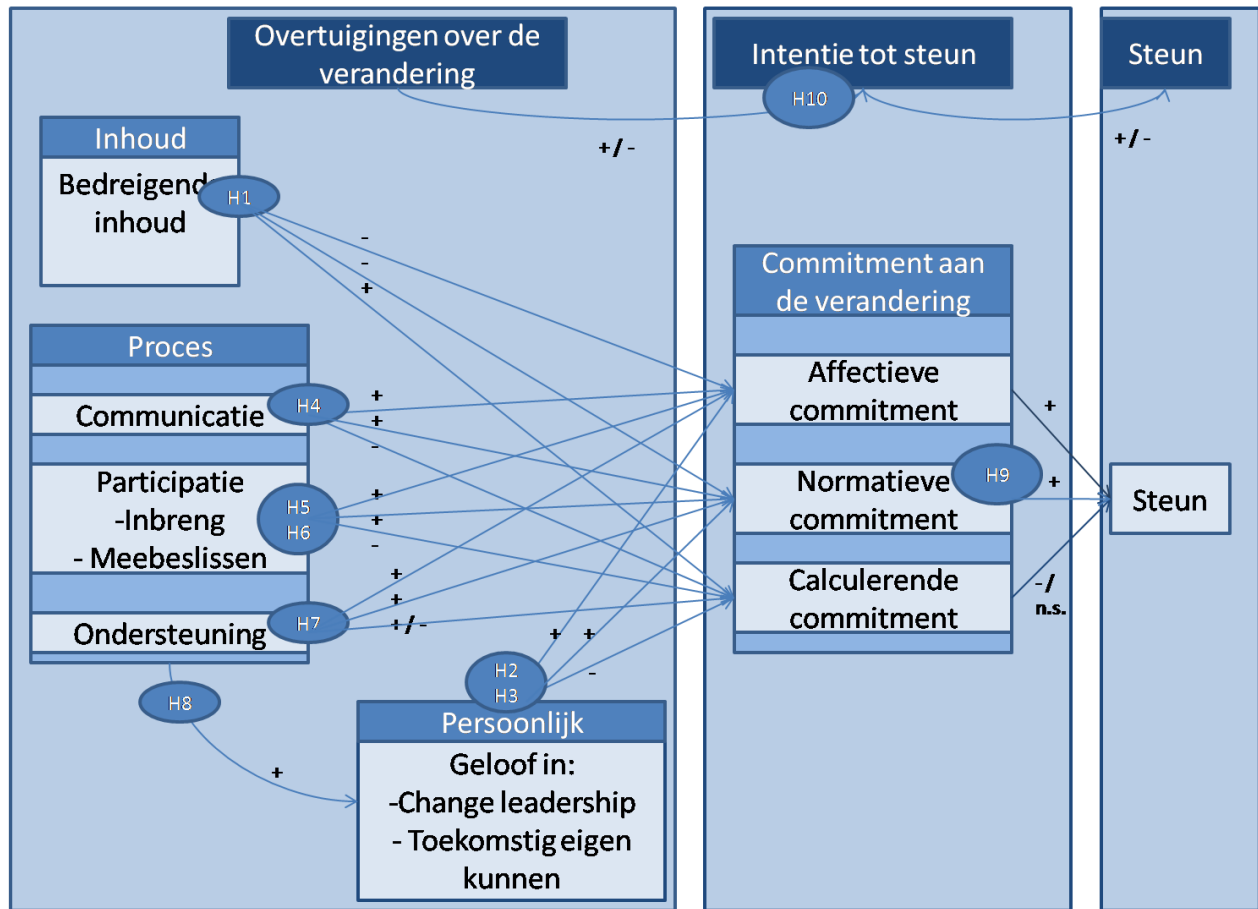 Overtuigingen over de
verandering
Intentie tot steun
Steun
H10
+/ -
+/ -
Inhoud
Bedreigende
inhoud
H1
-
-
+
Commitment aan
de verandering
Proces
Communicatie
H4
+
+
-
Affectieve
commitment
+
Participatie
-Inbreng
- Meebeslissen
H5
H6
+
+
-
Normatieve
commitment
H9
+
Steun
Ondersteuning
H7
+
+
+/-
Calculerende
commitment
-/
n.s.
H2
H3
+ +
-
H8
+
Persoonlijk
Geloof in:
-Change leadership
- Toekomstig eigen
kunnen